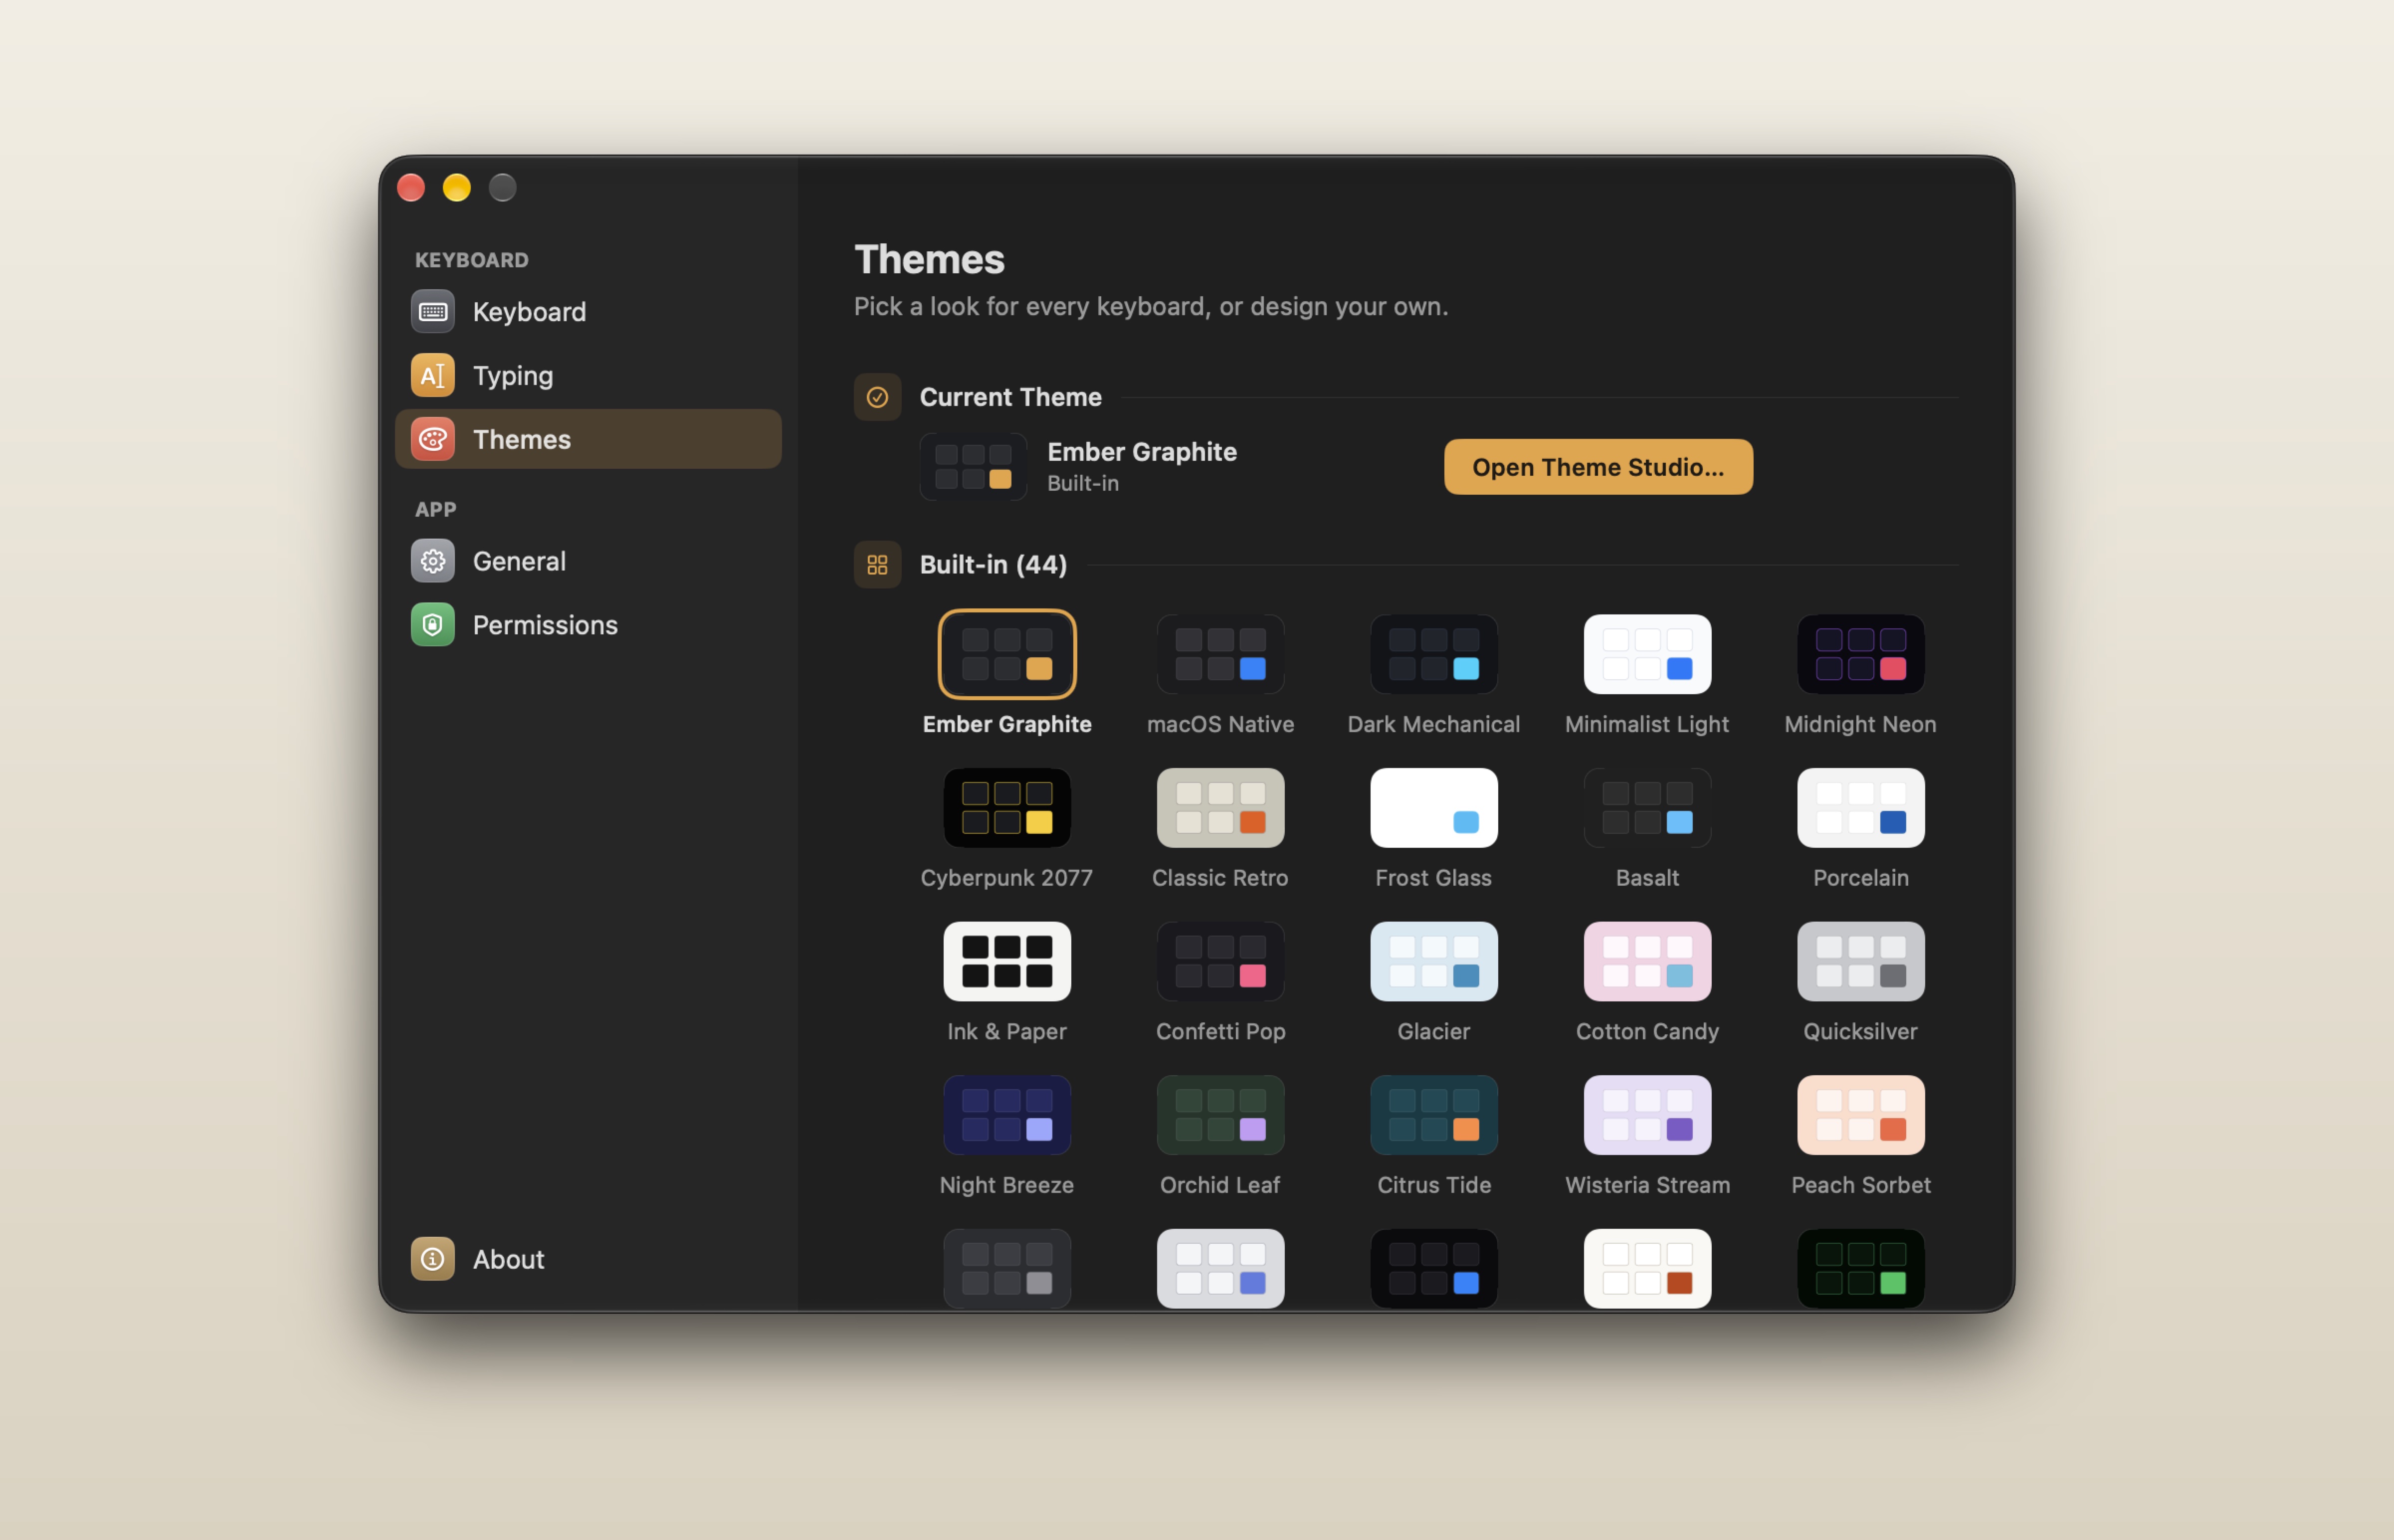 KEYBOARD
Keyboard
Typing
Themes
APP
General
Permissions
About
Themes
Pick a look for every keyboard, or design your own.
Current Theme
Ember Graphite
Built-in
Open Theme Studio...
Built-in (44)
Ember Graphite
macOS Native
Dark Mechanical
Minimalist Light
Midnight Neon
Cyberpunk 2077
Classic Retro
Frost Glass
Basalt
Porcelain
Ink & Paper
Confetti Pop
Glacier
Cotton Candy
Quicksilver
Night Breeze
Orchid Leaf
Citrus Tide
Wisteria Stream
Peach Sorbet